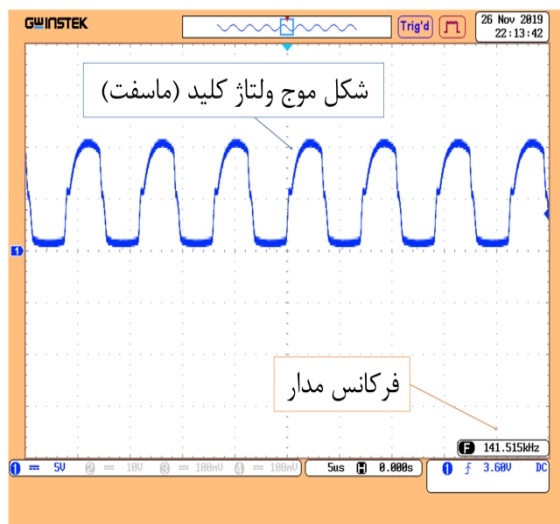 GWINSTEK
Trig'd
26 Nov 2019
22:13:42
شکل موج ولتاژ کلید (ماسفت)
1
فرکانس مدار
F 141.515kHz
1 5V 2 10V 3 100mV 4 100mV 5us H 0.000s 1 3.60V DC